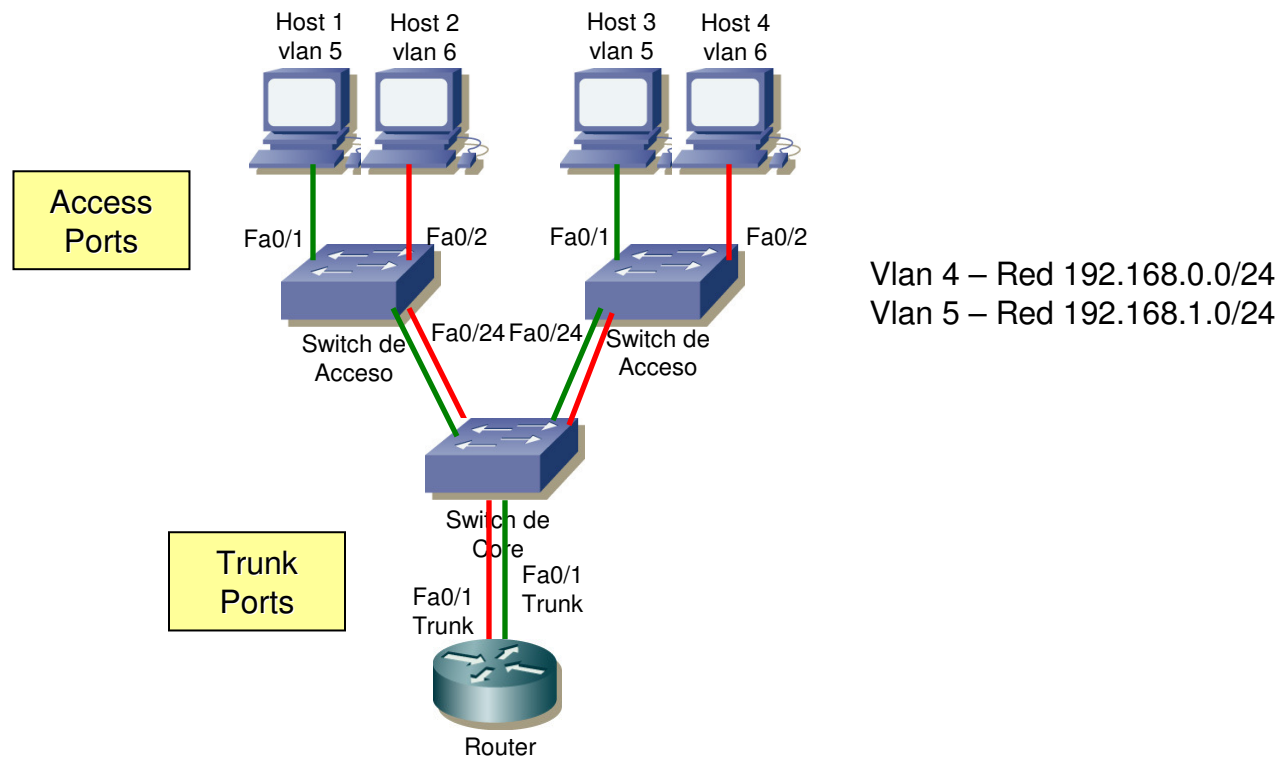 Host 1
vlan 5
Host 2
vlan 6
Host 3
vlan 5
Host 4
vlan 6
Access
Ports
Fa0/1
Fa0/2
Fa0/1
Fa0/2
Vlan 4 – Red 192.168.0.0/24
Vlan 5 – Red 192.168.1.0/24
Switch de
Acceso
Fa0/24
Fa0/24
Switch de
Acceso
Switch de
Core
Trunk
Ports
Fa0/1
Trunk
Fa0/1
Trunk
Router